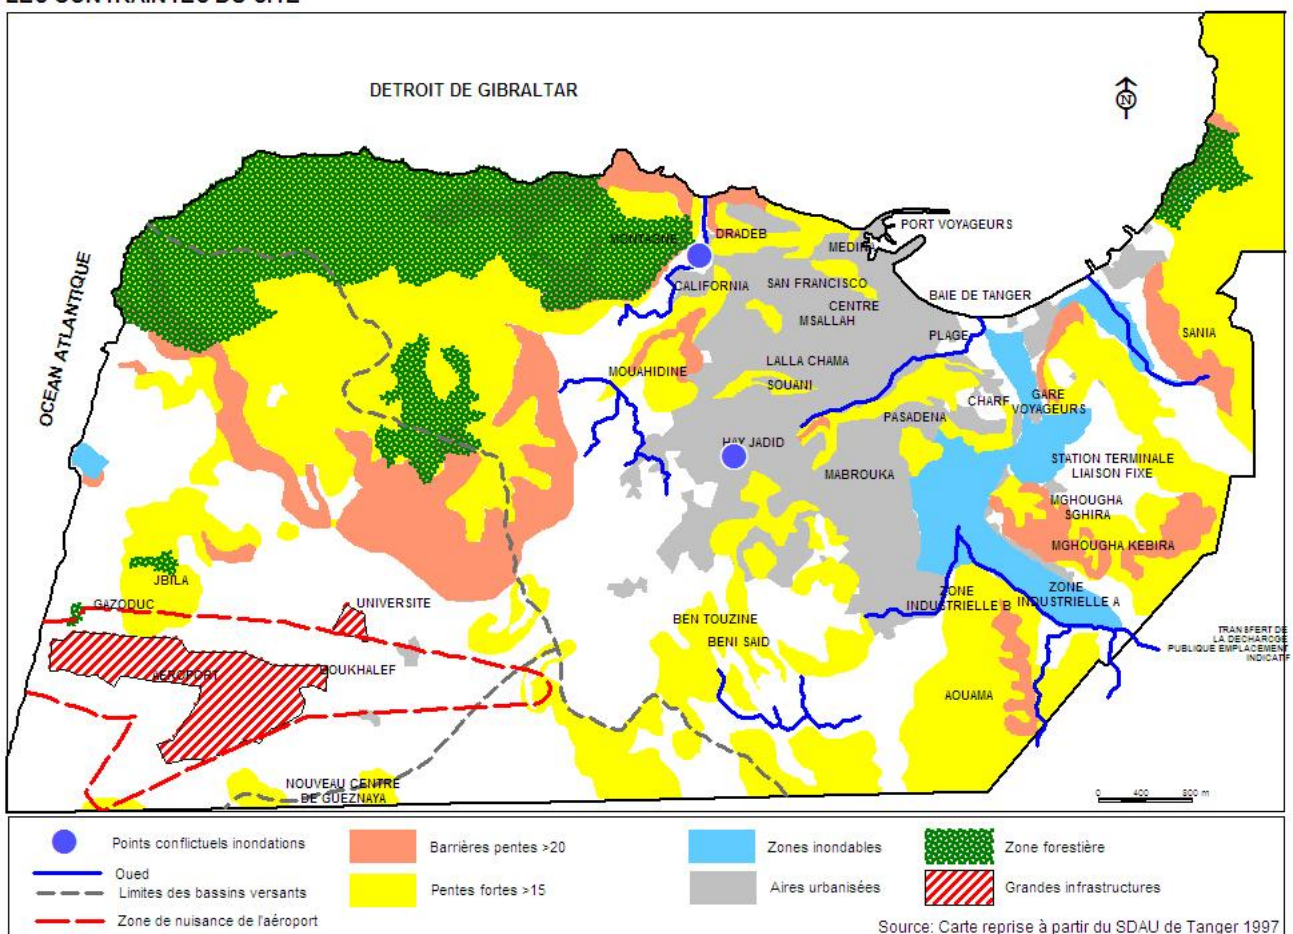 LES CONTRAINTES DU SITE
DETROIT DE GIBRALTAR
N
OCEAN ATLANTIQUE
PORT VOYAGEURS
MONTAGNE
DRADEB
MEDINA
CALIFORNIA
SAN FRANCISCO
CENTRE
MSALLAH
BAIE DE TANGER
PLAGE
SANIA
MOUAHIDINE
LALLA CHAMA
SOUANI
CHARF
GARE
VOYAGEURS
PASADENA
HAY JADID
MABROUKA
STATION TERMINALE
LIAISON FIXE
MGHOUGHA
SGHIRA
MGHOUGHA KEBIRA
JBILA
GAZODUC
UNIVERSITE
ZONE
INDUSTRIELLE B
ZONE
INDUSTRIELLE A
BEN TOUZINE
BENI SAID
TRANSFERT DE
LA DECHARGE
PUBLIQUE EMPLACEMENT
INDICATIF
AEROPORT
BOUKHALEF
AOUAMA
NOUVEAU CENTRE
DE GUEZNAYA
0 400 800 m
Points conflictuels inondations
Oued
Limites des bassins versants
Zone de nuisance de l'aéroport
Barrières pentes >20
Pentes fortes >15
Zones inondables
Aires urbanisées
Zone forestière
Grandes infrastructures
Source: Carte reprise à partir du SDAU de Tanger 1997